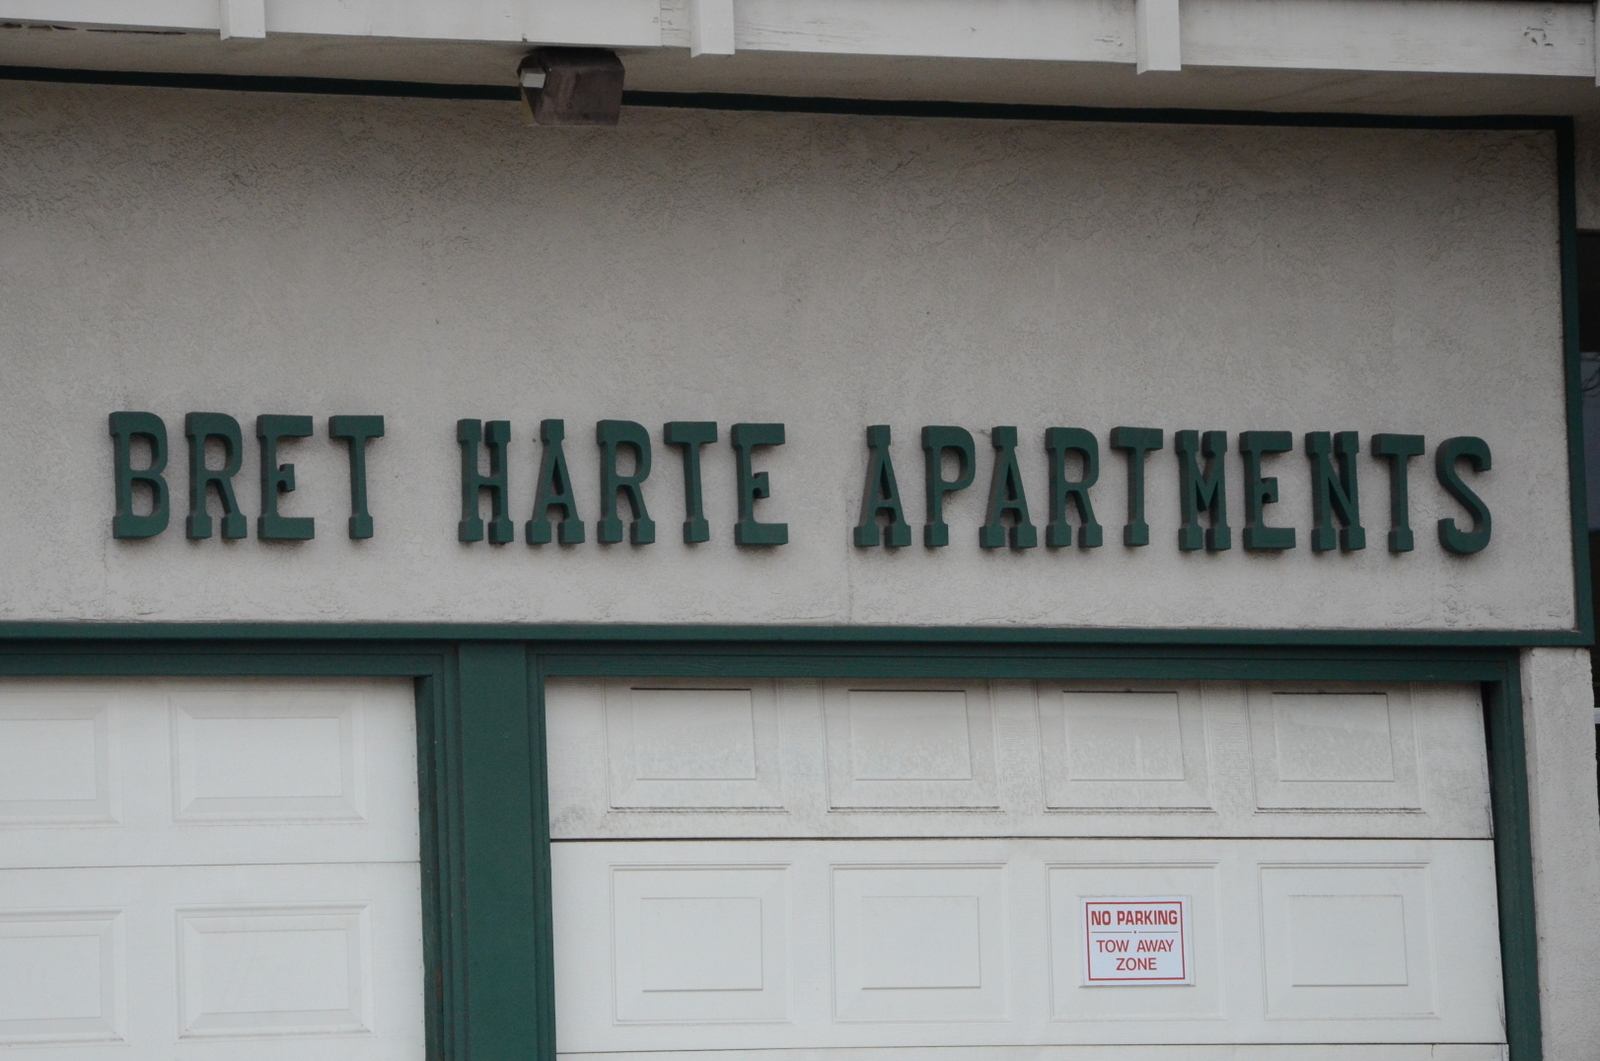 BRET HARTE APARTMENTS
NO PARKING
TOW AWAY
ZONE